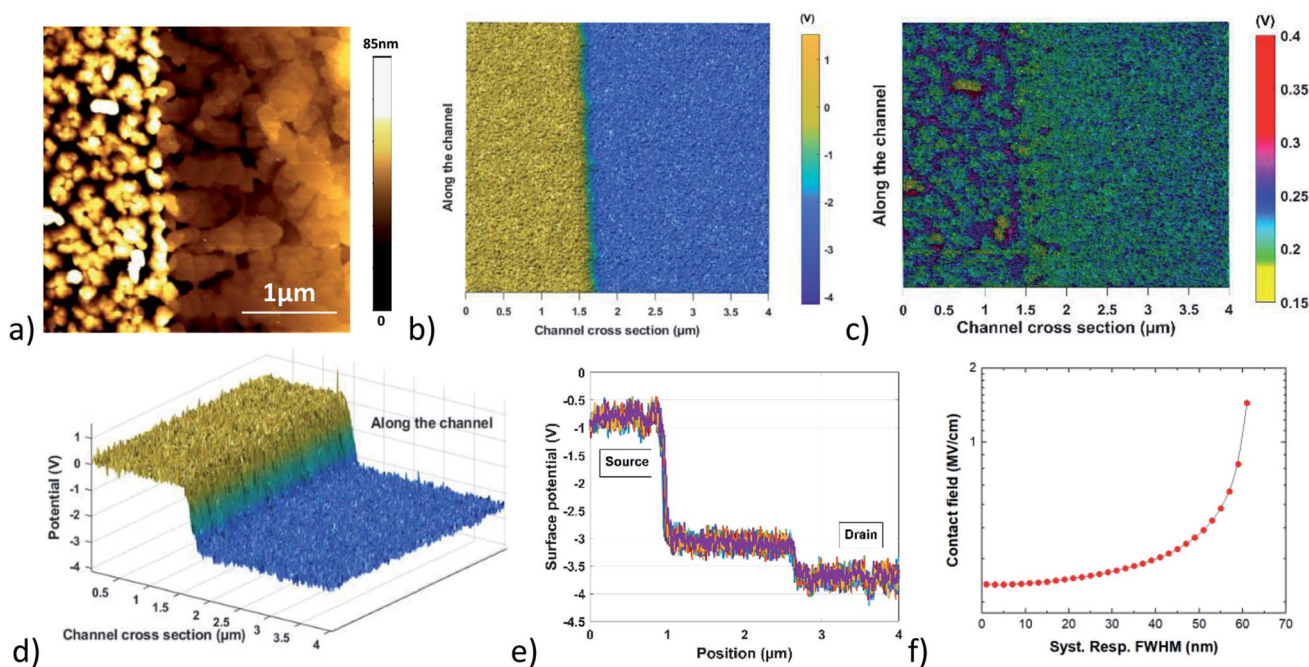 85nm
0
1µm
a)
Along the channel
0 0.5 1 1.5 2 2.5 3 3.5 4
Channel cross section (µm)
(V)
1
0
-1
-2
-3
-4
b)
Along the channel
0 0.5 1 1.5 2 2.5 3 3.5 4
Channel cross section (µm)
(V)
0.4
0.35
0.3
0.25
0.2
0.15
c)
Potential (V)
1
0
-1
-2
-3
-4
Along the channel
0.5 1 1.5 2 2.5 3 3.5 4
Channel cross section (µm)
d)
Surface potential (V)
0
-0.5
-1
-1.5
-2
-2.5
-3
-3.5
-4
-4.5
Source
Drain
0 1 2 3 4
Position (µm)
e)
Contact field (MV/cm)
2
1
0 10 20 30 40 50 60 70
Syst. Resp. FWHM (nm)
f)